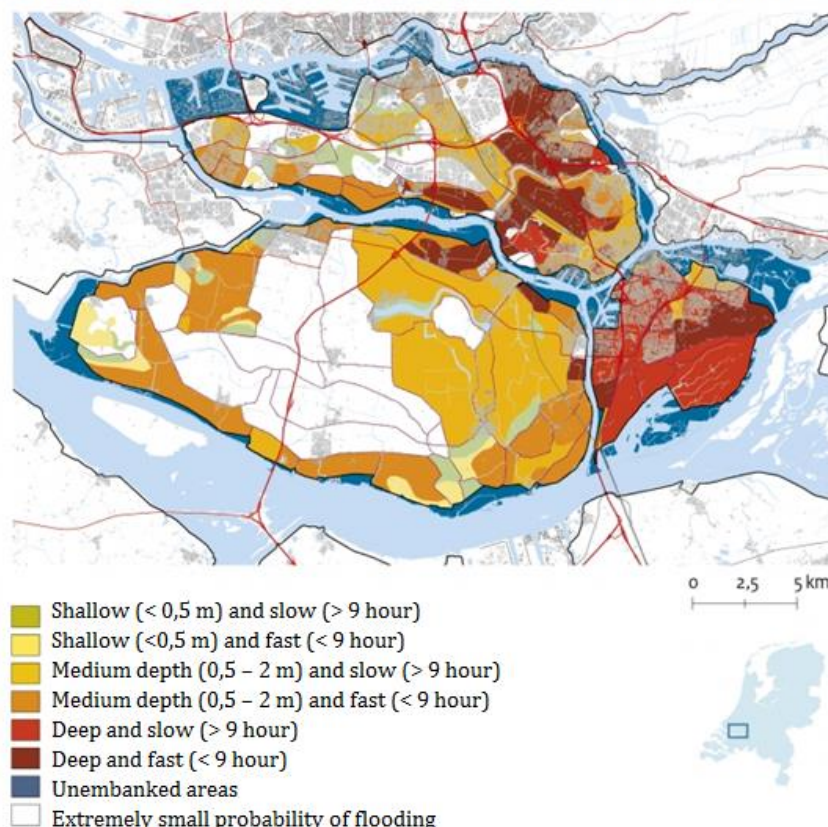 0 2,5 5 km
Shallow (< 0,5 m) and slow (> 9 hour)
Shallow (<0,5 m) and fast (< 9 hour)
Medium depth (0,5 – 2 m) and slow (> 9 hour)
Medium depth (0,5 – 2 m) and fast (< 9 hour)
Deep and slow (> 9 hour)
Deep and fast (< 9 hour)
Unembanked areas
Extremely small probability of flooding